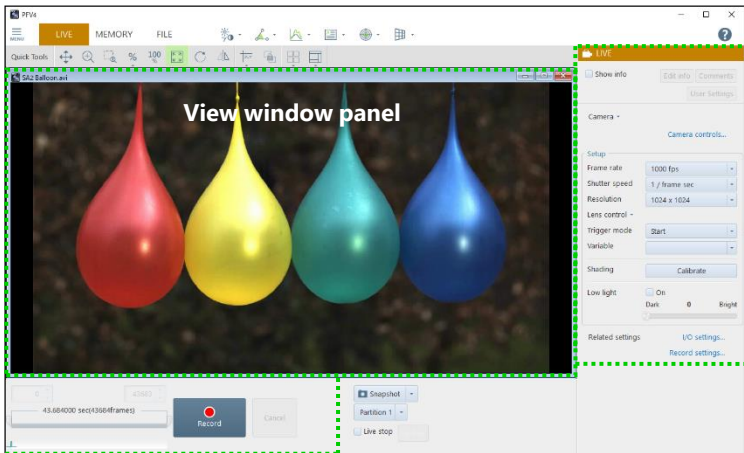 PFV4
MENU
LIVE
MEMORY
FILE
Quick Tools
%
100
%
?
SA2 Balloon.avi
View window panel
LIVE
Show info
Edit info
Comments
User Settings
Camera
Camera controls...
Setup
Frame rate
1000 fps
Shutter speed
1 / frame sec
Resolution
1024 x 1024
Lens control
Trigger mode
Start
Variable
Shading
Calibrate
Low light
On
Dark
0
Bright
Related settings
I/O settings...
Record settings...
0
43683
43.684000 sec(43684frames)
Record
Cancel
Snapshot
Partition 1
Live stop